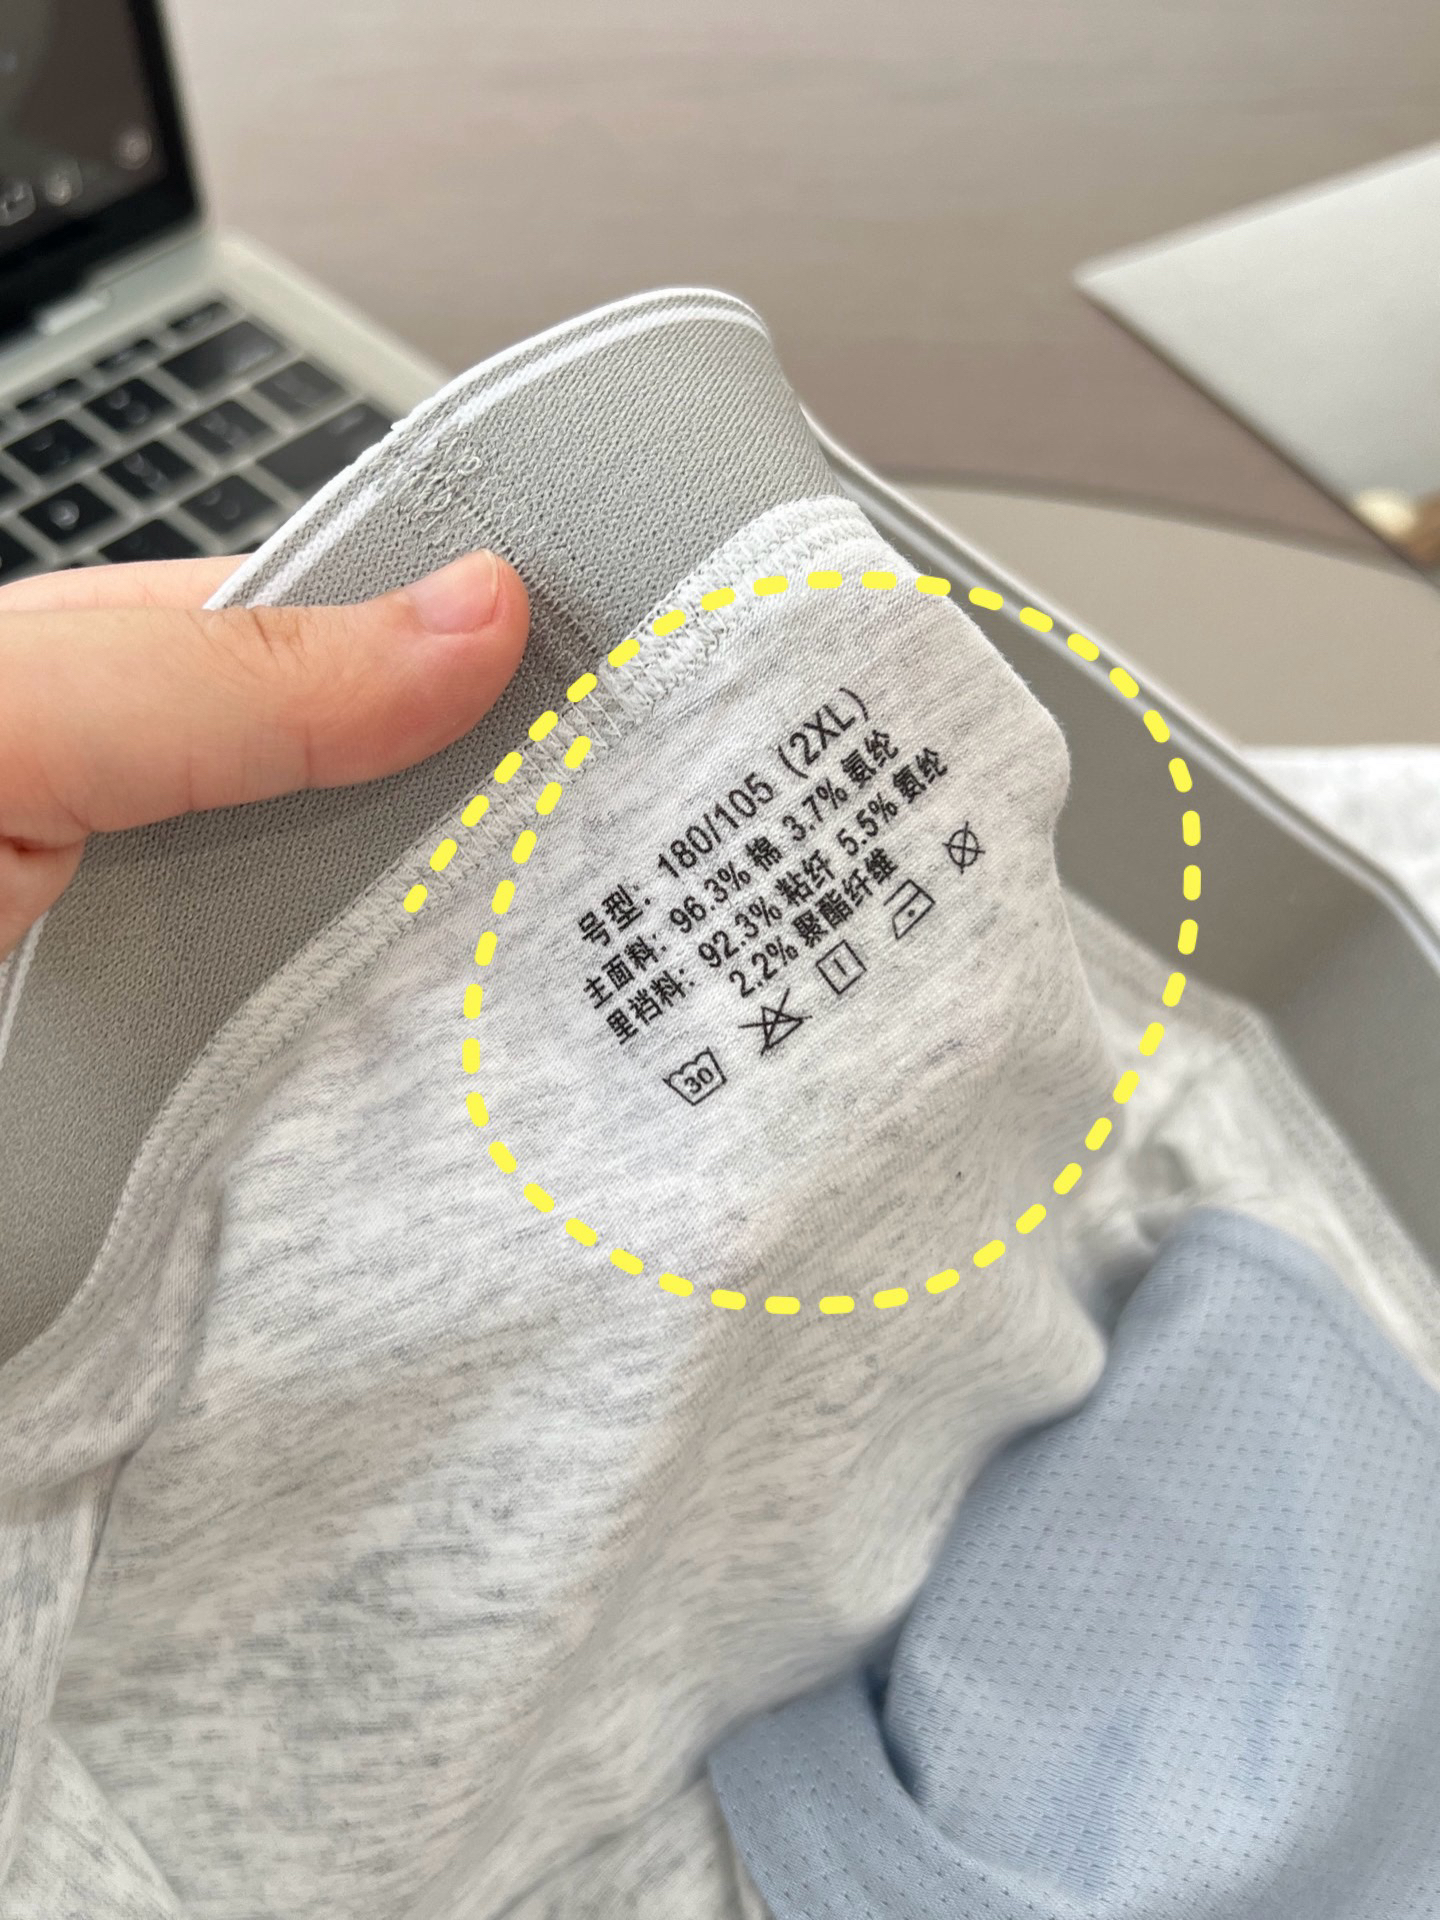 号型：180/105（2XL）
主面料：96.3% 棉 3.7% 氨纶
里裆料：92.3% 粘纤 5.5% 氨纶
2.2% 聚酯纤维
30